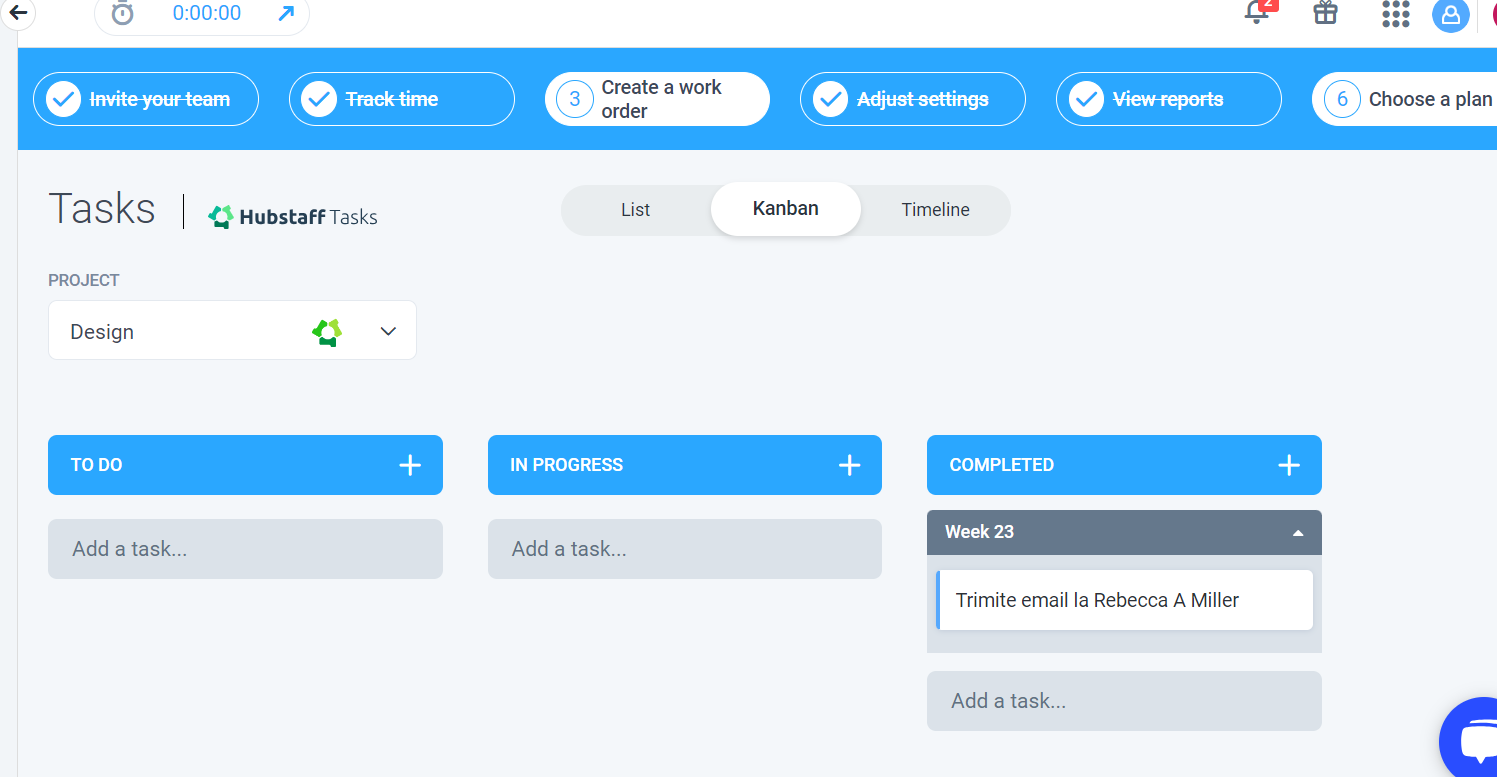 0:00:00
2
Invite your team
Track time
3
Create a work
order
Adjust settings
View reports
6
Choose a plan
Tasks
Hubstaff Tasks
List
Kanban
Timeline
PROJECT
Design
TO DO
IN PROGRESS
COMPLETED
Add a task...
Add a task...
Week 23
Trimite email la Rebecca A Miller
Add a task...